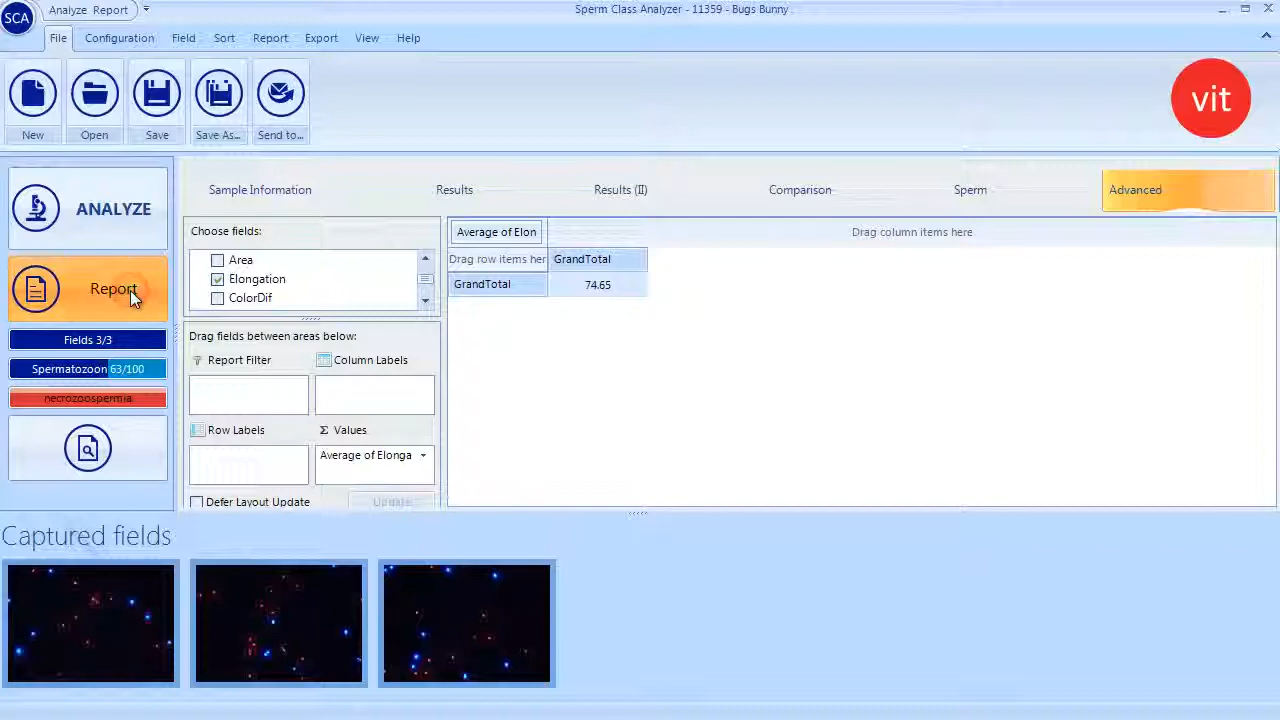 SCA
Analyze Report
Sperm Class Analyzer - 11359 - Bugs Bunny
File Configuration Field Sort Report Export View Help
New Open Save Save As... Send to...
vit
ANALYZE
Report
Fields 3/3
Spermatozoon 63/100
necrozoospermia
Sample Information Results Results (II) Comparison Sperm Advanced
Choose fields:
Area
Elongation
ColorDif
Drag fields between areas below:
Report Filter Column Labels
Row Labels Σ Values
Average of Elonga
Defer Layout Update Update
Average of Elon Drag column items here
Drag row items her GrandTotal
GrandTotal 74.65
Captured fields